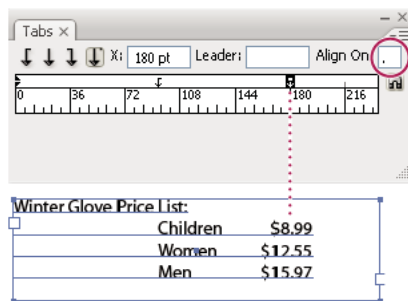 Tabs ×
X: 180 pt Leader: Align On .
0 36 72 108 144 180 216
Winter Glove Price List:
Children $8.99
Women $12.55
Men $15.97